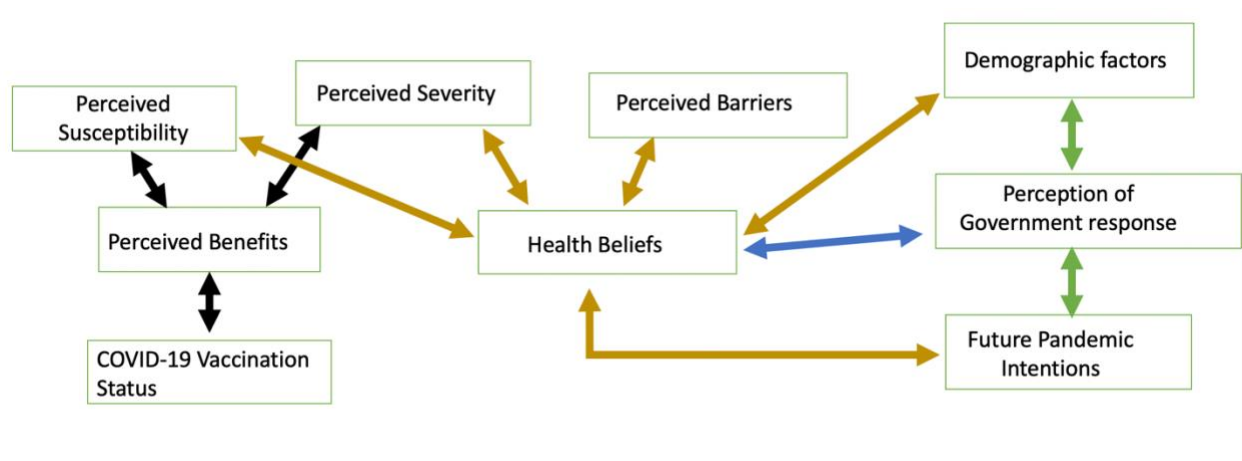 Perceived
Susceptibility
Perceived Severity
Perceived Barriers
Demographic factors
Perceived Benefits
Health Beliefs
Perception of
Government response
COVID-19 Vaccination
Status
Future Pandemic
Intentions